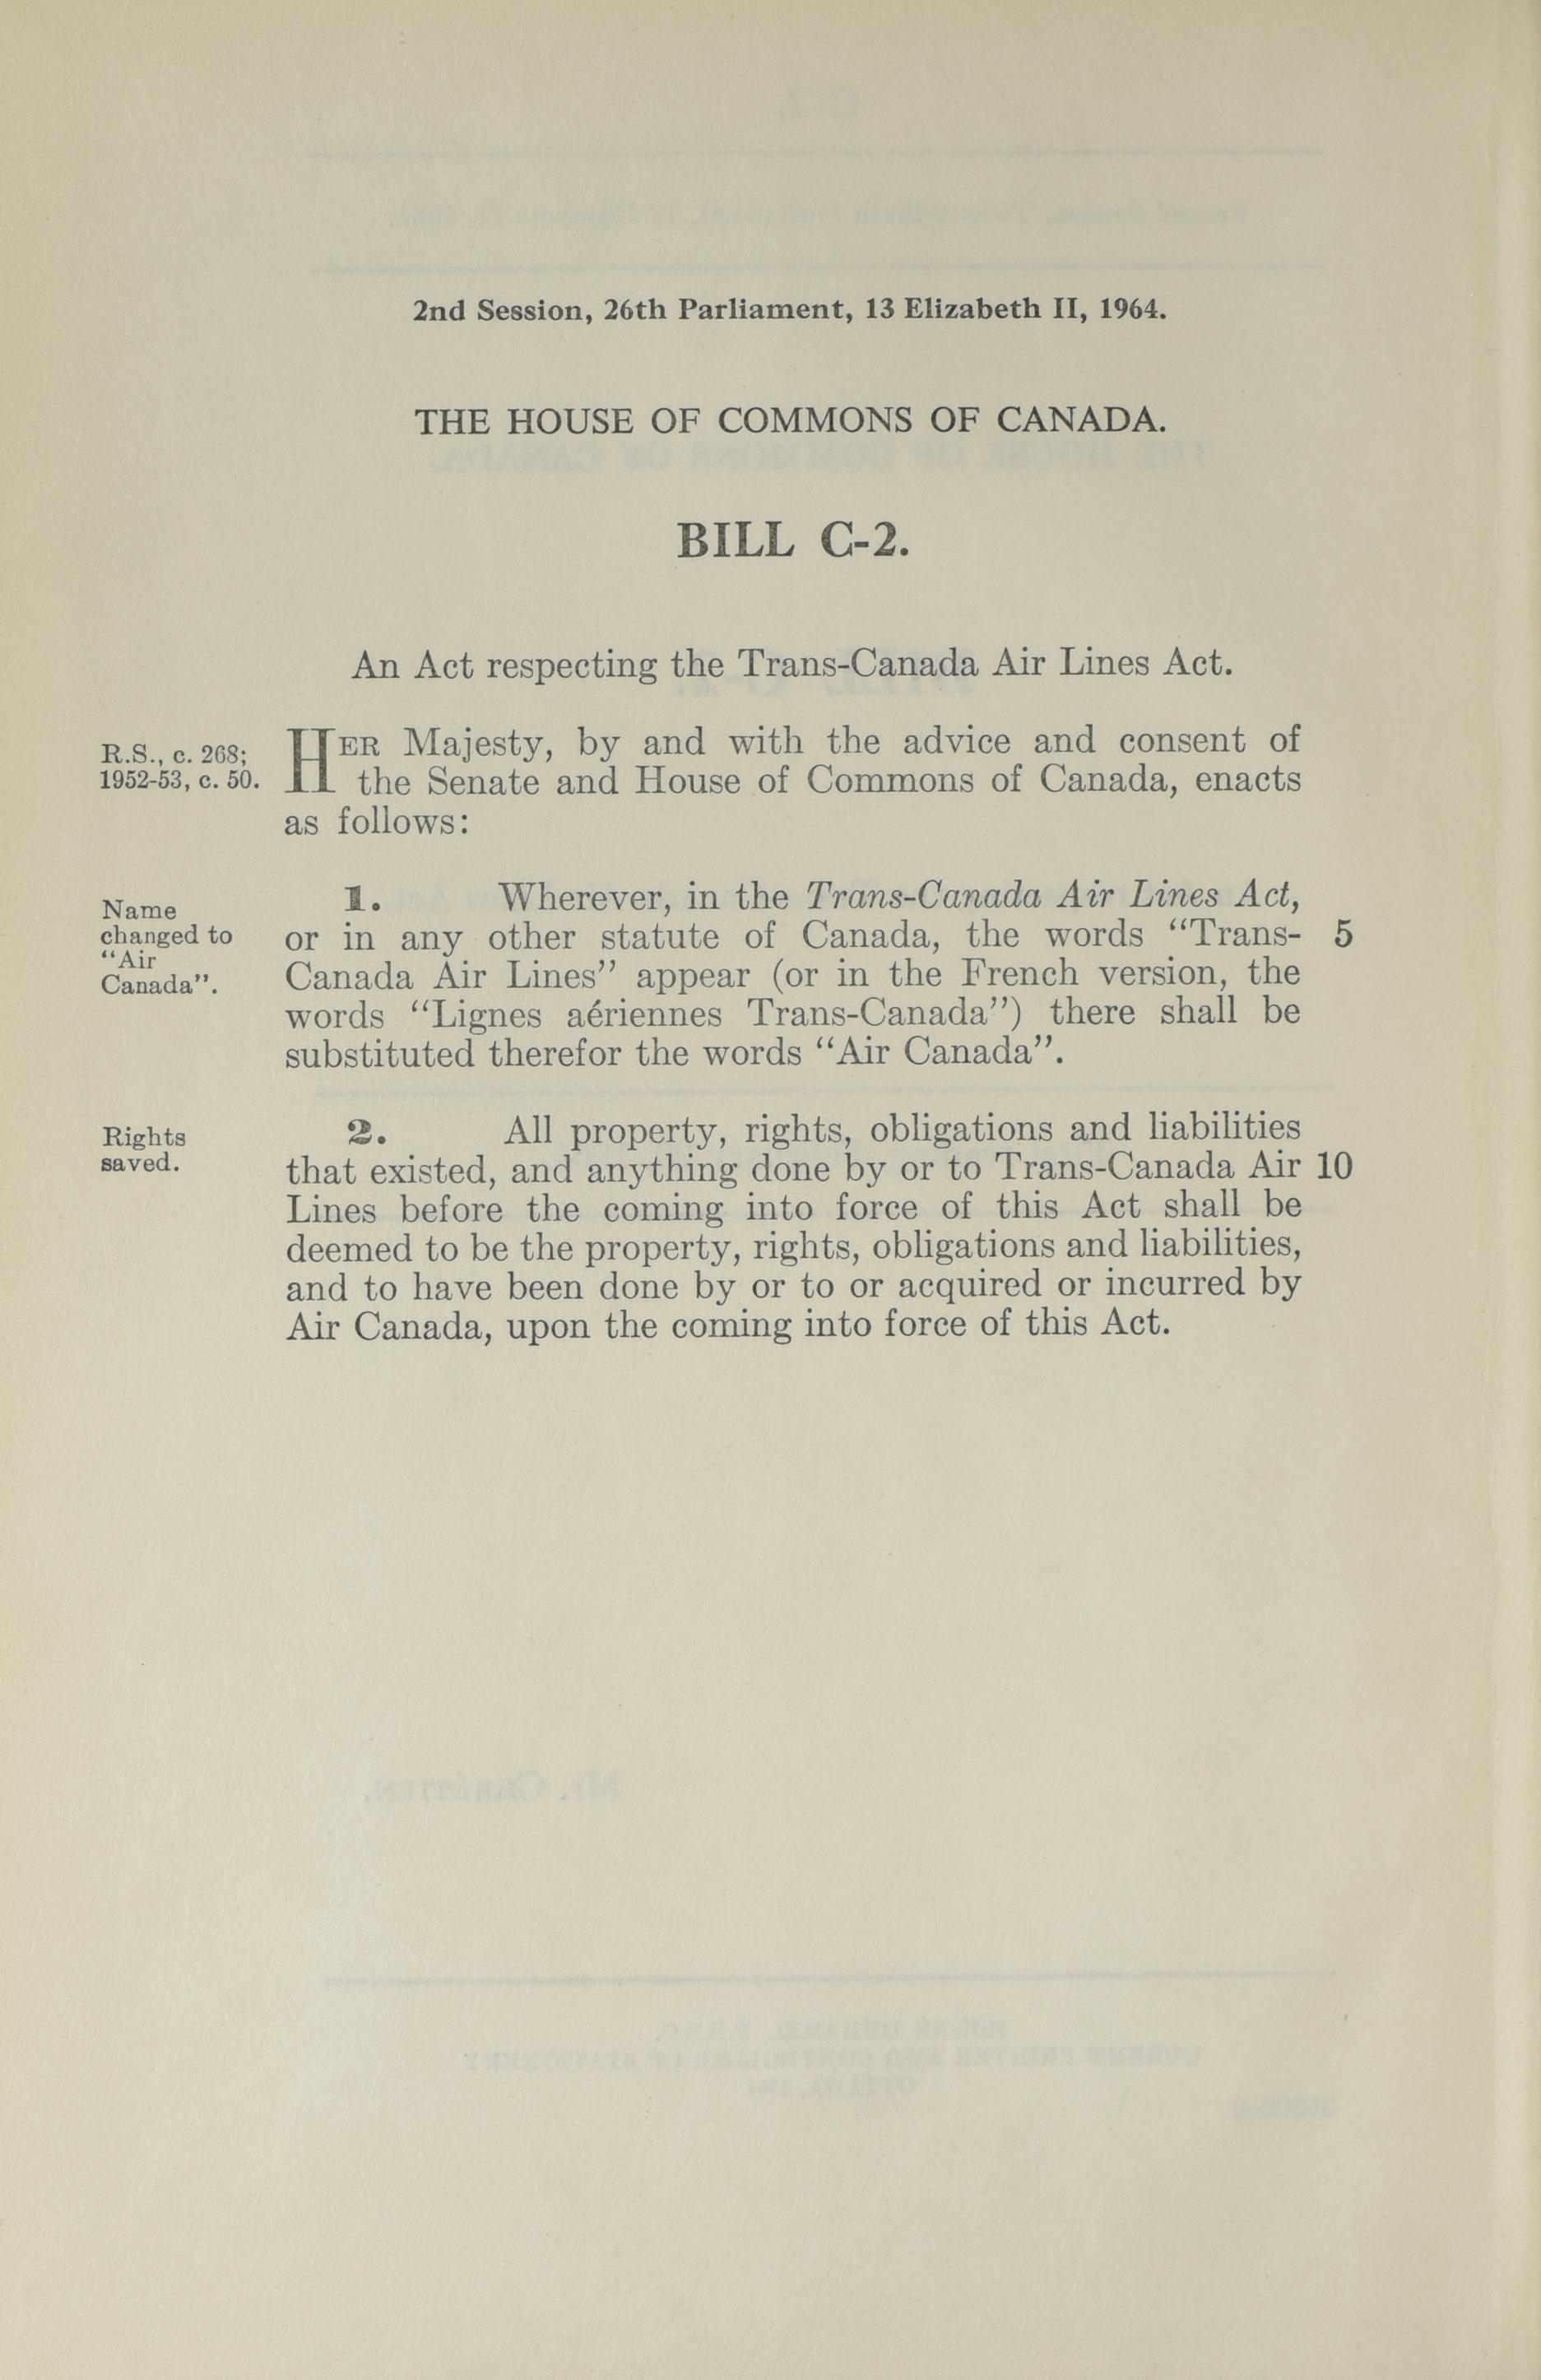 2nd Session, 26th Parliament, 13 Elizabeth II, 1964.
THE HOUSE OF COMMONS OF CANADA.
BILL C-2.
An Act respecting the Trans-Canada Air Lines Act.
R.S., c. 268;
1952-53, c. 50.
HER Majesty, by and with the advice and consent of
the Senate and House of Commons of Canada, enacts
as follows:
Name
changed to
“Air
Canada”.
1. Wherever, in the Trans-Canada Air Lines Act,
or in any other statute of Canada, the words “Trans- 5
Canada Air Lines” appear (or in the French version, the
words “Lignes aériennes Trans-Canada”) there shall be
substituted therefor the words “Air Canada”.
Rights
saved.
2. All property, rights, obligations and liabilities
that existed, and anything done by or to Trans-Canada Air 10
Lines before the coming into force of this Act shall be
deemed to be the property, rights, obligations and liabilities,
and to have been done by or to or acquired or incurred by
Air Canada, upon the coming into force of this Act.